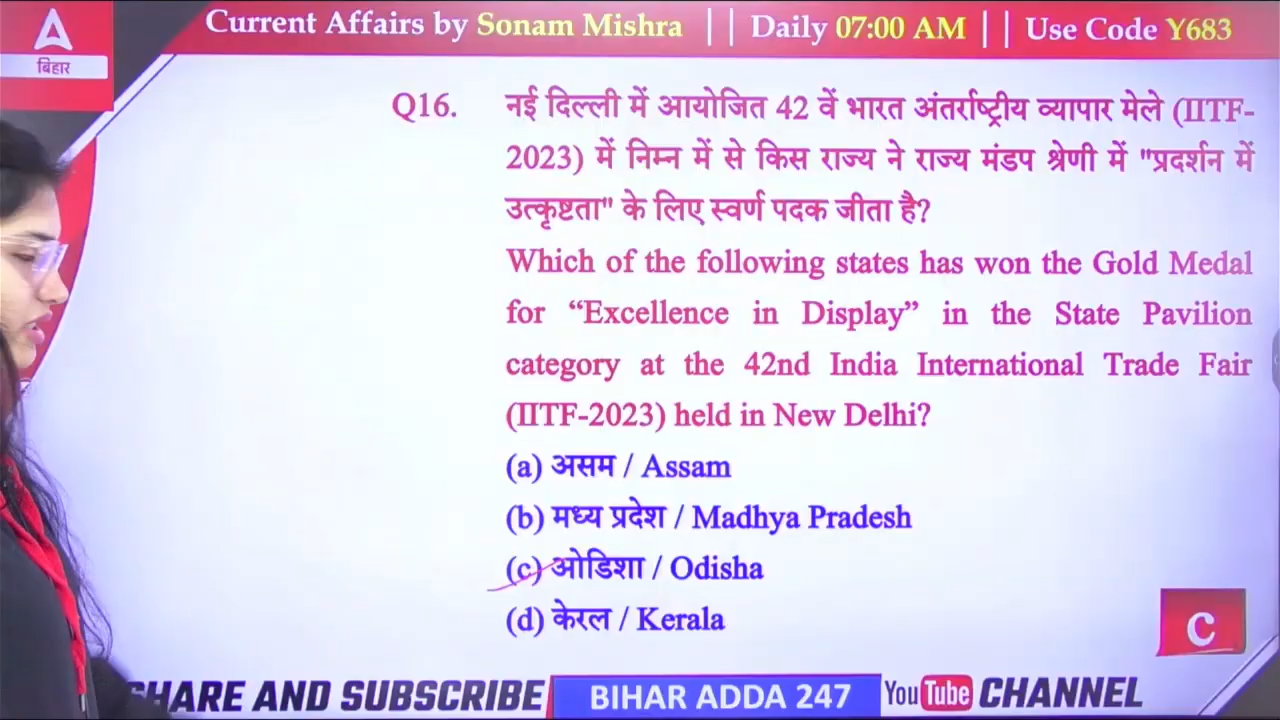 Current Affairs by Sonam Mishra || Daily 07:00 AM || Use Code Y683
A
बिहार
Q16. नई दिल्ली में आयोजित 42 वें भारत अंतर्राष्ट्रीय व्यापार मेले (IITF-
2023) में निम्न में से किस राज्य ने राज्य मंडप श्रेणी में "प्रदर्शन में
उत्कृष्टता" के लिए स्वर्ण पदक जीता है?
Which of the following states has won the Gold Medal
for “Excellence in Display” in the State Pavilion
category at the 42nd India International Trade Fair
(IITF-2023) held in New Delhi?
(a) असम / Assam
(b) मध्य प्रदेश / Madhya Pradesh
(c) ओडिशा / Odisha
(d) केरल / Kerala
C
SHARE AND SUBSCRIBE BIHAR ADDA 247 YouTube CHANNEL